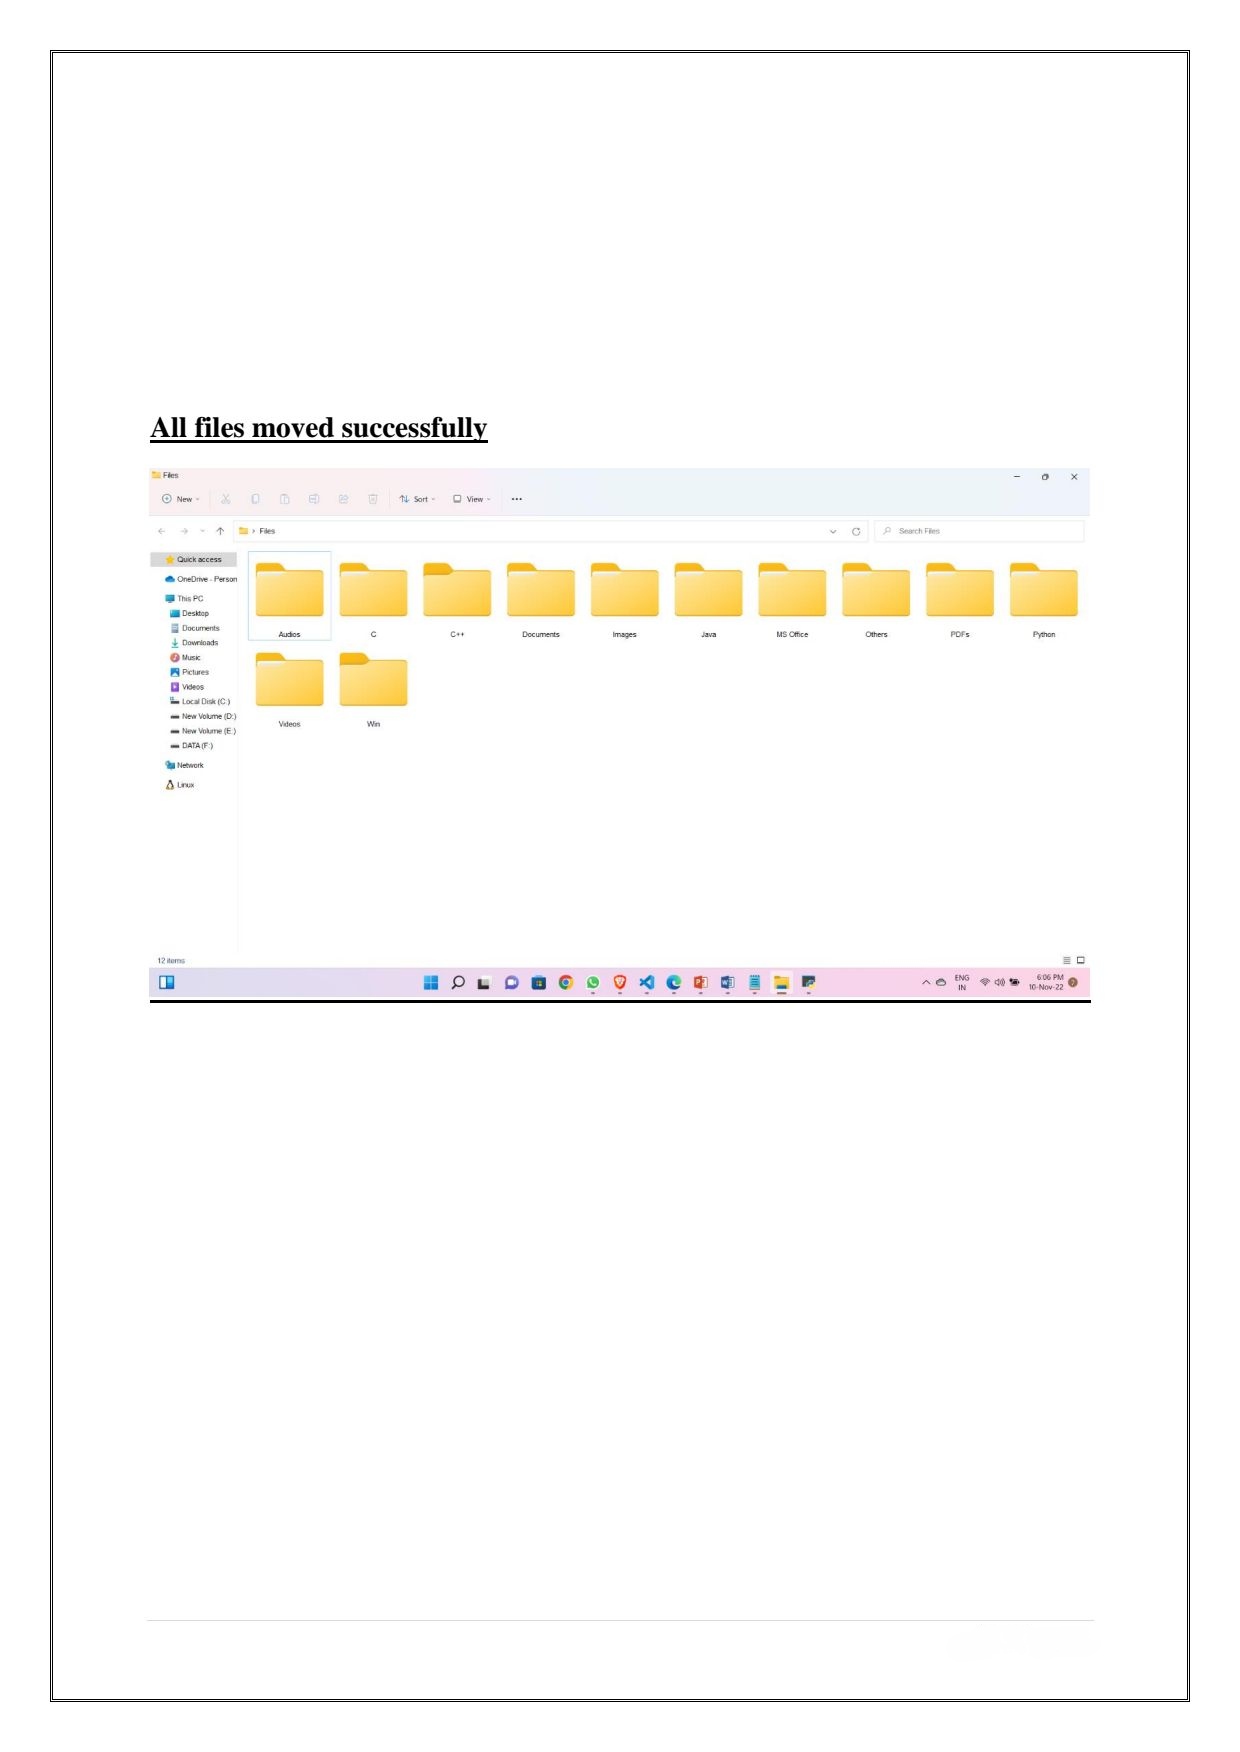 All files moved successfully
Files
New Sort View
Files Search Files
Quick access
OneDrive - Person
This PC
Desktop
Documents
Downloads
Music
Pictures
Videos
Local Disk (C:)
New Volume (D:)
New Volume (E:)
DATA (F:)
Network
Linux
Audios C C++ Documents Images Java MS Office Others PDFs Python
Videos Win
12 items
ENG 6:06 PM
IN 10-Nov-22